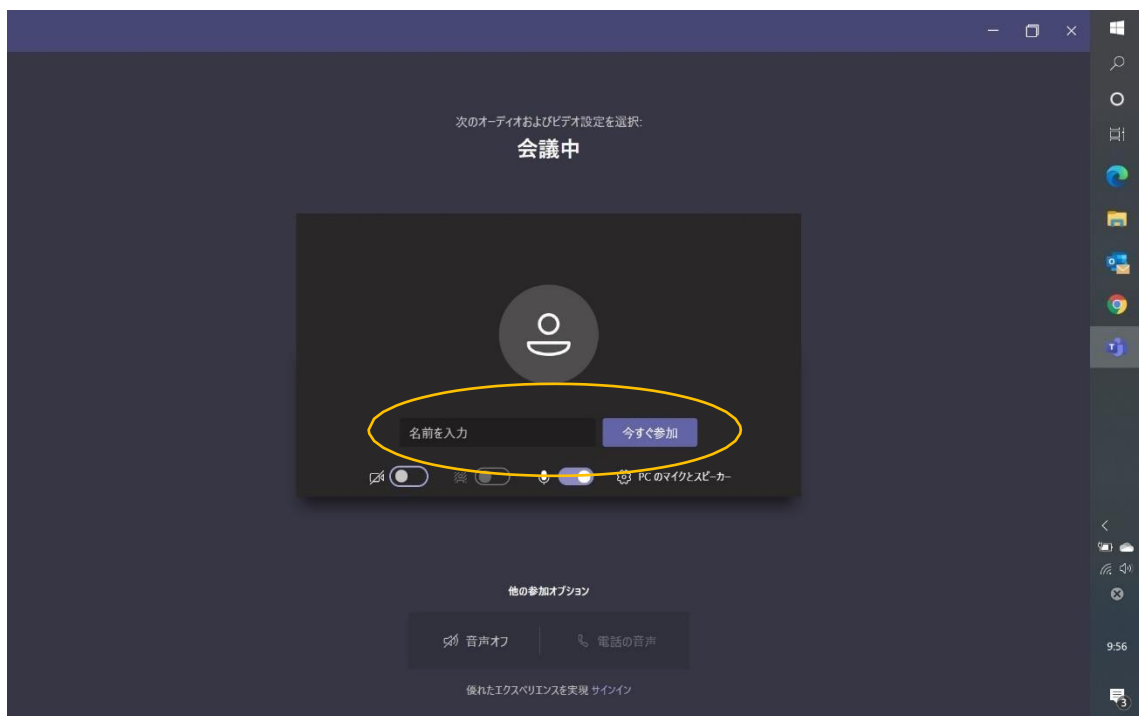 次のオーディオおよびビデオ設定を選択:
会議中
名前を入力
今すぐ参加
PC のマイクとスピーカー
他の参加オプション
音声オフ
電話の音声
優れたエクスペリエンスを実現 サインイン
9:56
3